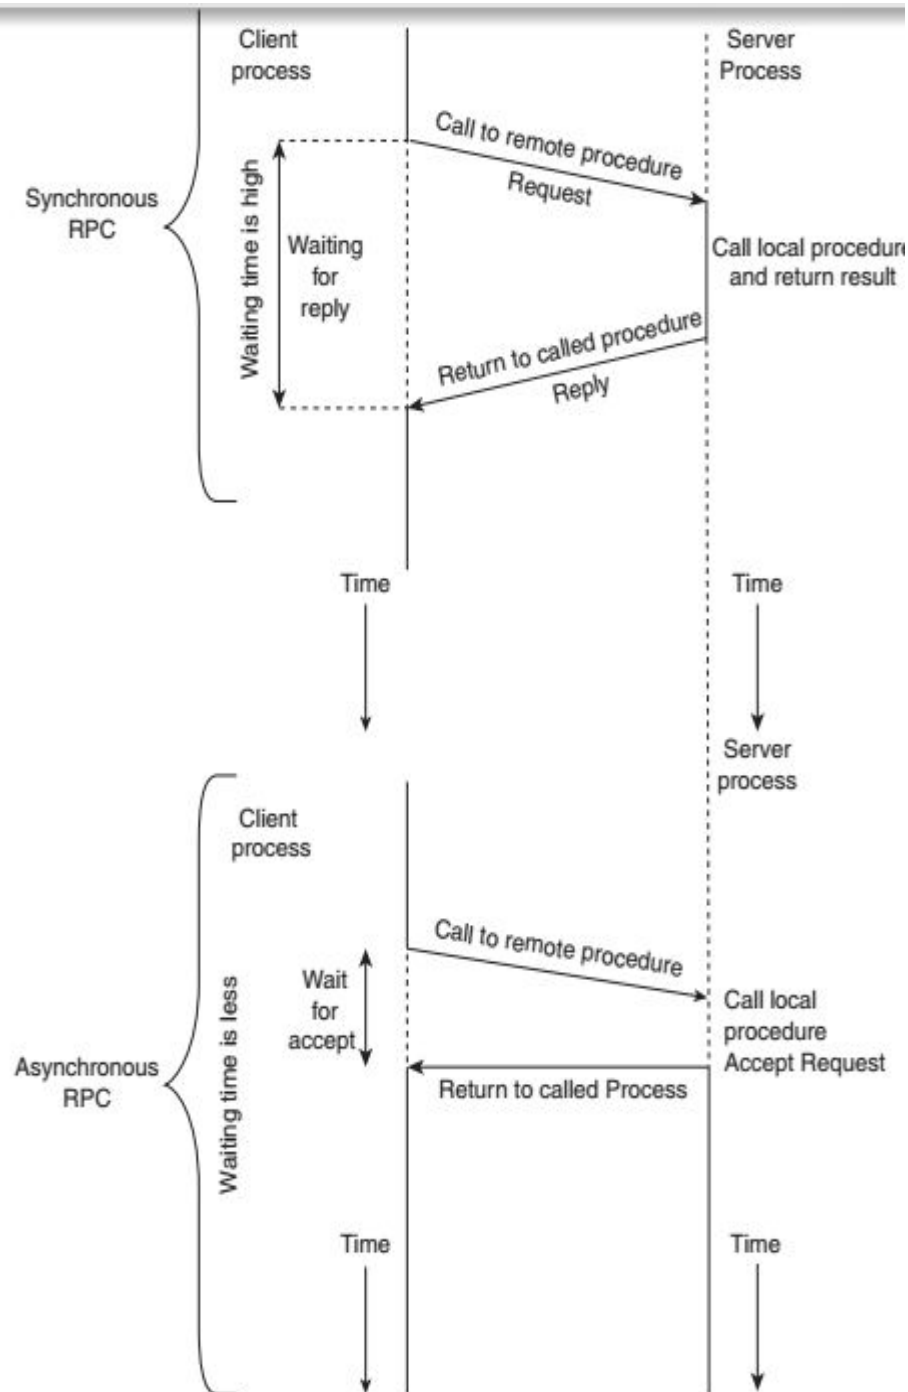 Client
process
Server
Process
Call to remote procedure
Request
Synchronous
RPC
Waiting time is high
Waiting
for
reply
Call local procedure
and return result
Return to called procedure
Reply
Time
Time
Server
process
Client
process
Call to remote procedure
Wait
for
accept
Call local
procedure
Accept Request
Waiting time is less
Asynchronous
RPC
Return to called Process
Time
Time